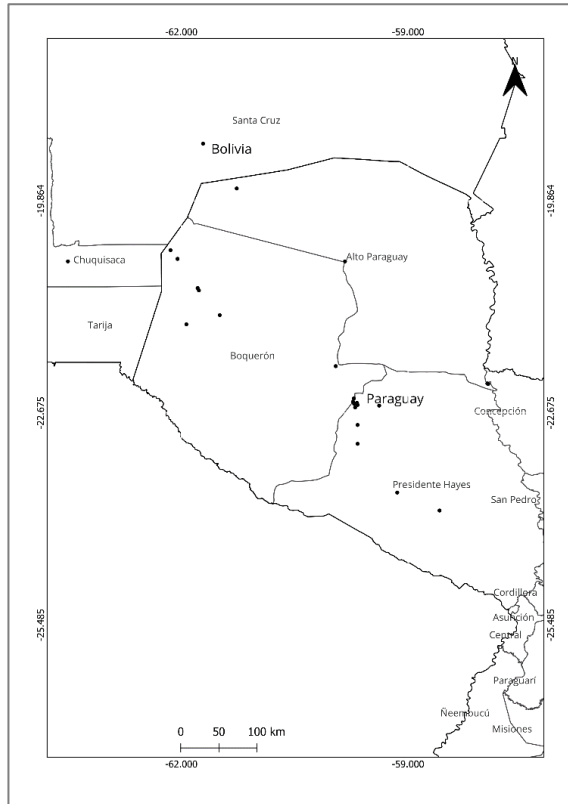 -62.000 -59.000
N
Santa Cruz
Bolivia
-19.864 -19.864
Chuquisaca Alto Paraguay
Tarija
Boquerón
Paraguay
Concepción
-22.675 -22.675
Presidente Hayes
San Pedro
Cordillera
Asunción
-25.485 -25.485
Central
Paraguarí
Ñeembucú
Misiones
0 50 100 km
-62.000 -59.000